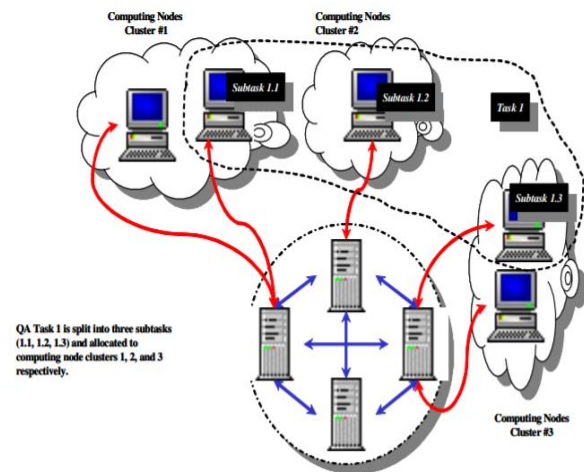 Computing Nodes
Cluster #1
Computing Nodes
Cluster #2
Subtask 1.1
Subtask 1.2
Task 1
Subtask 1.3
QA Task 1 is split into three subtasks
(1.1, 1.2, 1.3) and allocated to
computing node clusters 1, 2, and 3
respectively.
Computing Nodes
Cluster #3